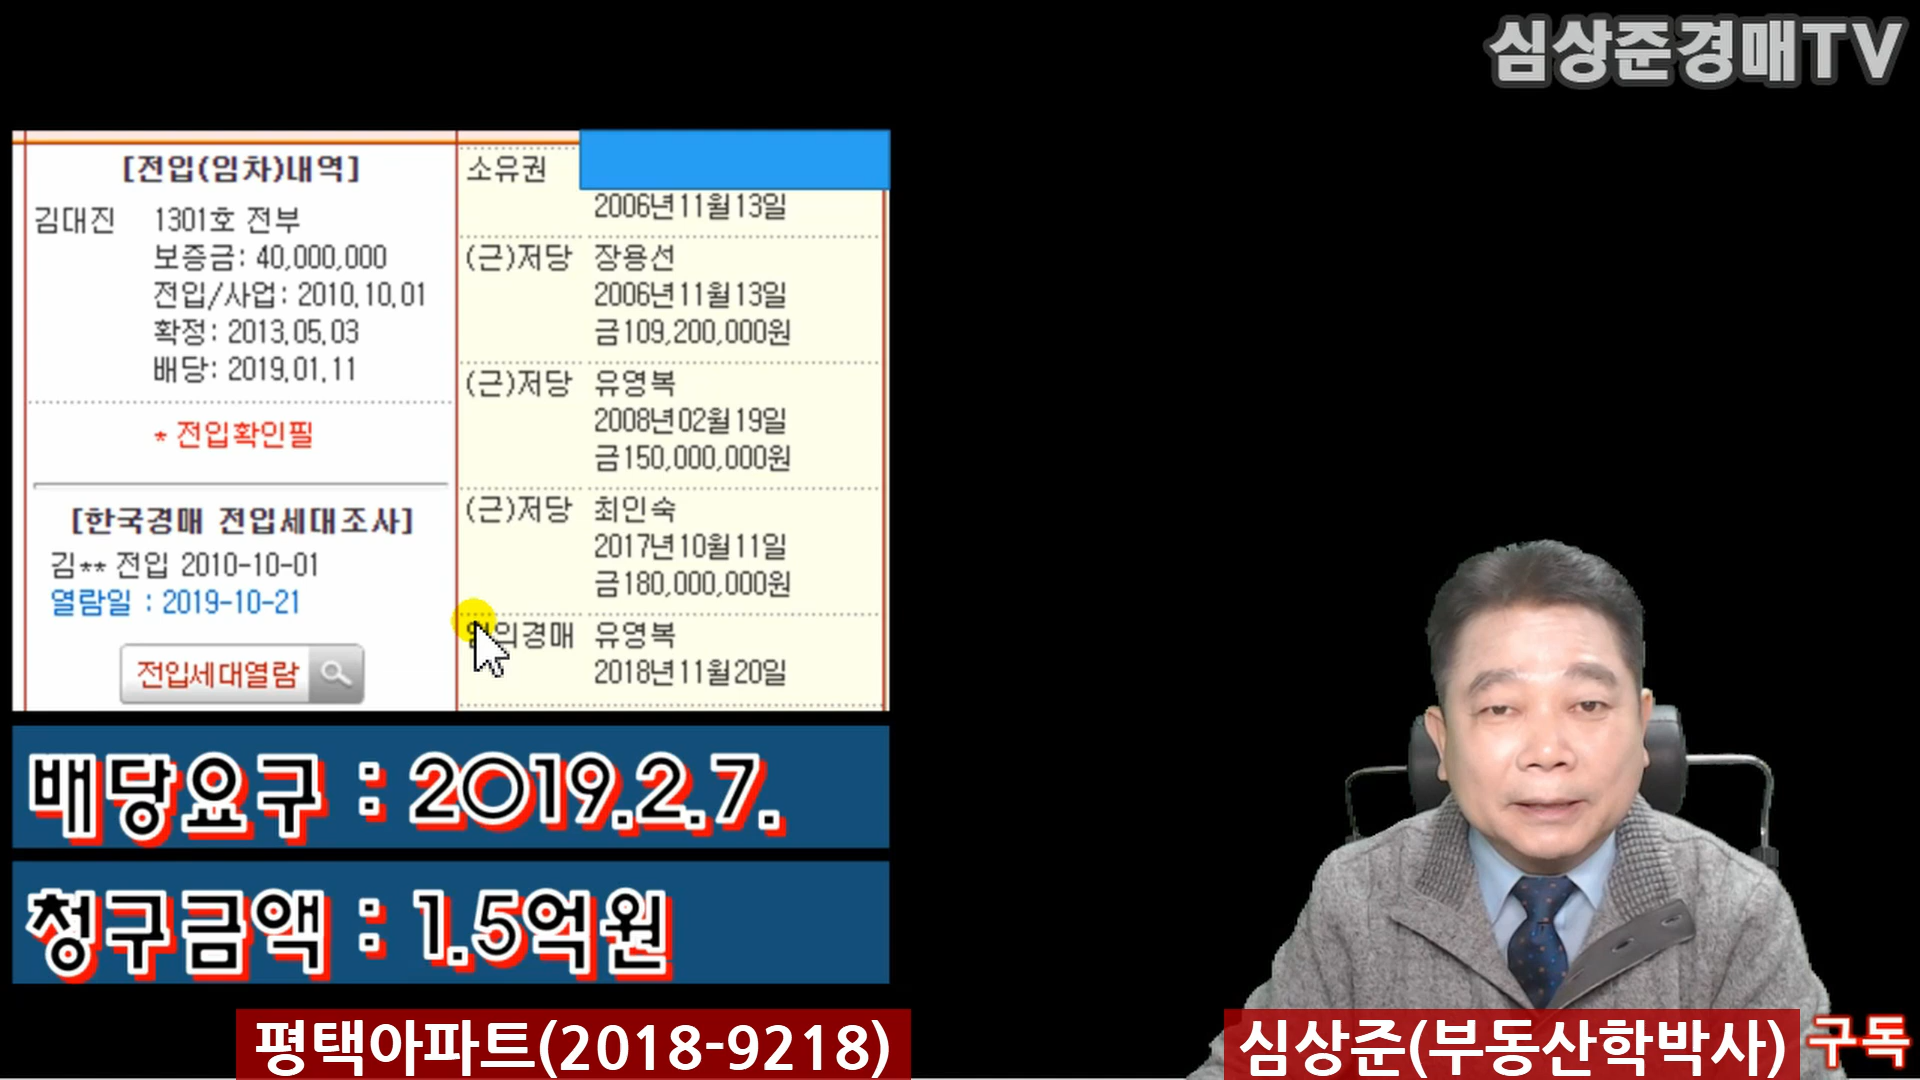 심상준경매TV
[전입(임차)내역]
김대진 1301호 전부
보증금: 40,000,000
전입/사업: 2010.10.01
확정: 2013.05.03
배당: 2019.01.11
* 전입확인필
[한국경매 전입세대조사]
김** 전입 2010-10-01
열람일 : 2019-10-21
전입세대열람
소유권
2006년11월13일
(근)저당 장용선
2006년11월13일
금109,200,000원
(근)저당 유영복
2008년02월19일
금150,000,000원
(근)저당 최인숙
2017년10월11일
금180,000,000원
임의경매 유영복
2018년11월20일
배당요구 : 2019.2.7.
청구금액 : 1.5억원
평택아파트(2018-9218)
심상준(부동산학박사)
구독